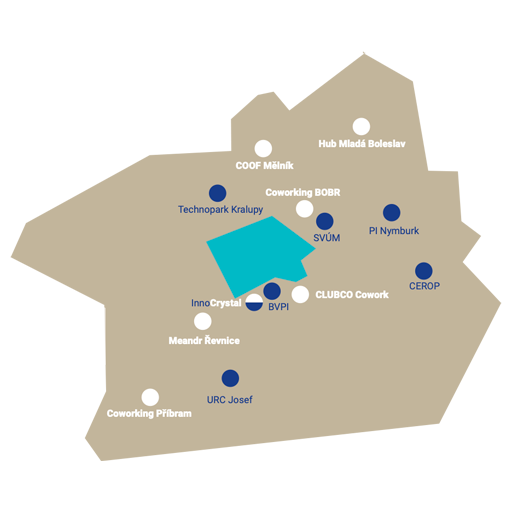 Hub Mladá Boleslav
COOF Mělník
Coworking BOBR
Technopark Kralupy
SVÚM
PI Nymburk
CEROP
InnoCrystal
BVPI
CLUBCO Cowork
Meandr Řevnice
URC Josef
Coworking Příbram